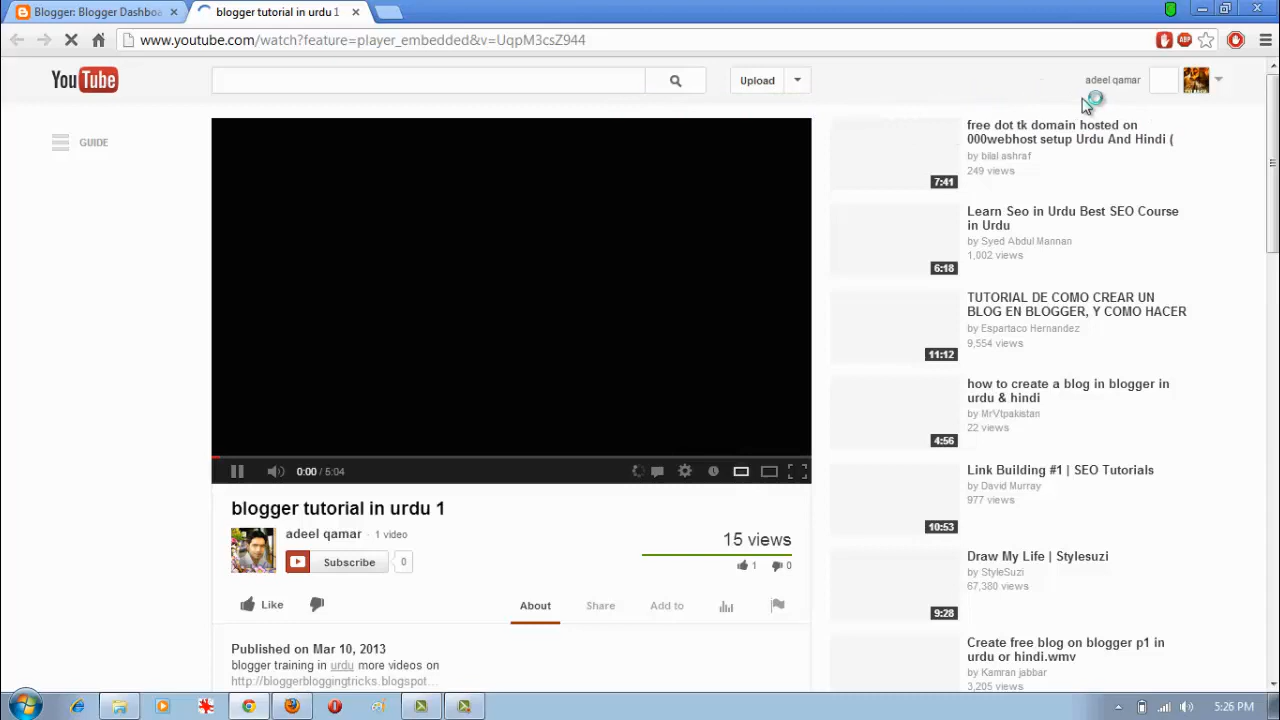 Blogger: Blogger Dashbo
blogger tutorial in urdu 1
www.youtube.com/watch?feature=player_embedded&v=UqpM3csZ944
ABP
YouTube
Upload
adeel qamar
GUIDE
free dot tk domain hosted on
000webhost setup Urdu And Hindi (
by bilal ashraf
249 views
7:41
Learn Seo in Urdu Best SEO Course
in Urdu
by Syed Abdul Mannan
1,002 views
6:18
TUTORIAL DE COMO CREAR UN
BLOG EN BLOGGER, Y COMO HACER
by Espartaco Hernandez
9,554 views
11:12
how to create a blog in blogger in
urdu & hindi
by MrVtpakistan
22 views
4:56
Link Building #1 | SEO Tutorials
by David Murray
977 views
10:53
Draw My Life | Stylesuzi
by StyleSuzi
67,380 views
9:28
Create free blog on blogger p1 in
urdu or hindi.wmv
by Kamran jabbar
3,205 views
0:00 / 5:04
blogger tutorial in urdu 1
adeel qamar · 1 video
Subscribe 0
15 views
1 0
Like
About Share Add to
Published on Mar 10, 2013
blogger training in urdu more videos on
http://bloggerbloggingtricks.blogspot...
5:26 PM